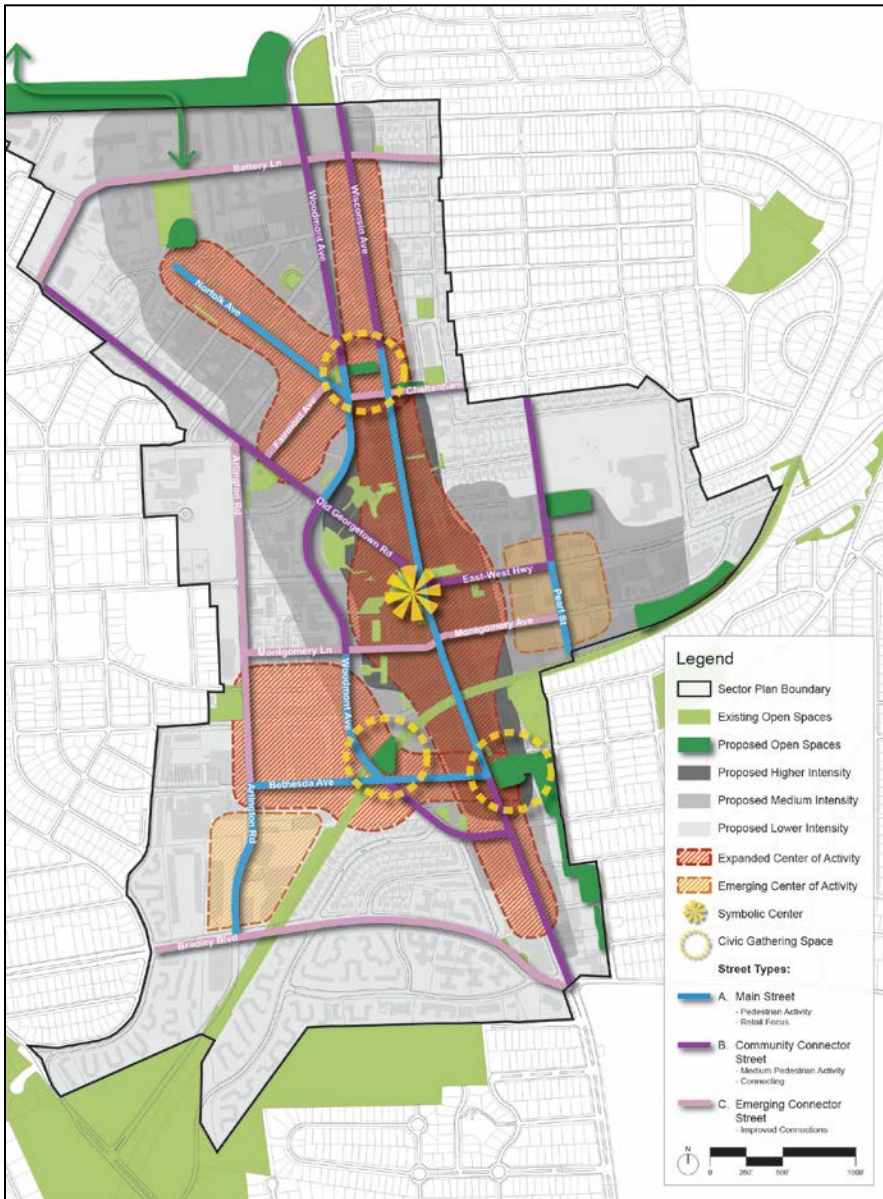 Battery Ln
Woodmont Ave
Wisconsin Ave
Norfolk Ave
Cheltenham
Fairmont Ave
Arlington Rd
Old Georgetown Rd
East-West Hwy
Pearl St
Montgomery Ave
Montgomery Ln
Woodmont Ave
Bethesda Ave
Arlington Rd
Bradley Blvd
Legend
Sector Plan Boundary
Existing Open Spaces
Proposed Open Spaces
Proposed Higher Intensity
Proposed Medium Intensity
Proposed Lower Intensity
Expanded Center of Activity
Emerging Center of Activity
Symbolic Center
Civic Gathering Space
Street Types:
A. Main Street
- Pedestrian Activity
- Retail Focus
B. Community Connector
Street
- Medium Pedestrian Activity
- Connecting
C. Emerging Connector
Street
- Improved Connections
N
0 250' 500' 1000'